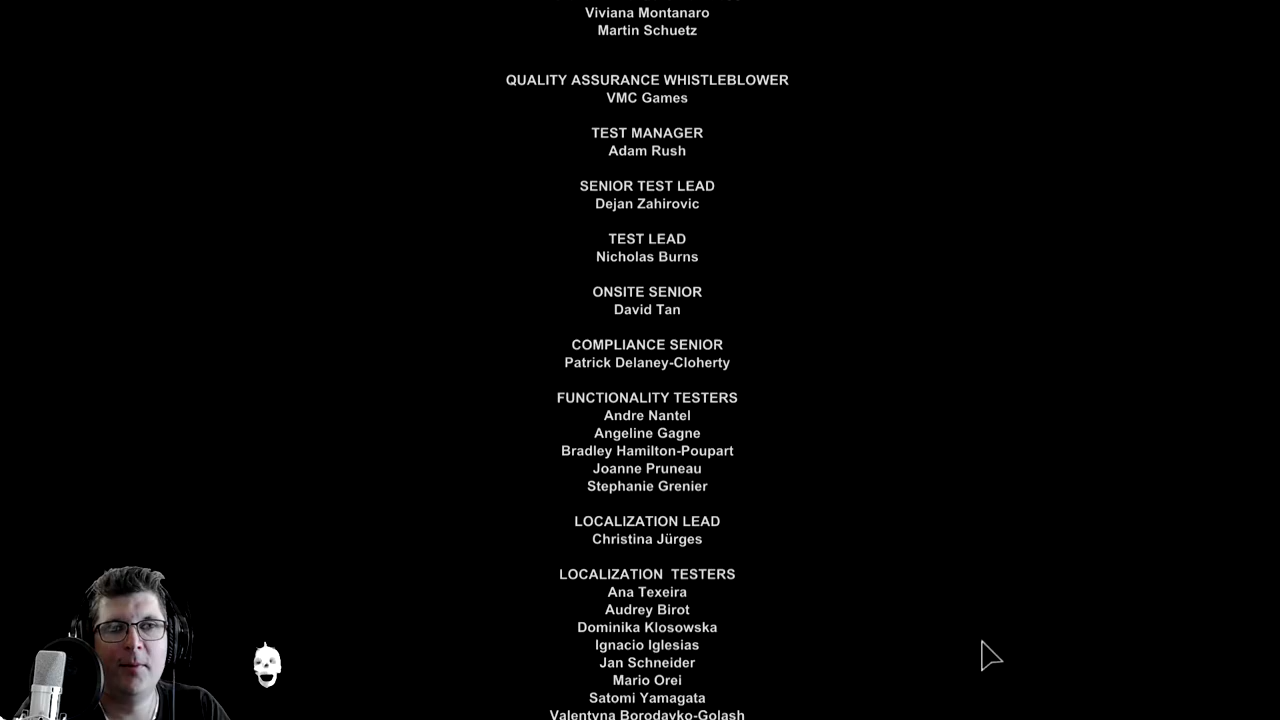 Viviana Montanaro
Martin Schuetz
QUALITY ASSURANCE WHISTLEBLOWER
VMC Games
TEST MANAGER
Adam Rush
SENIOR TEST LEAD
Dejan Zahirovic
TEST LEAD
Nicholas Burns
ONSITE SENIOR
David Tan
COMPLIANCE SENIOR
Patrick Delaney-Cloherty
FUNCTIONALITY TESTERS
Andre Nantel
Angeline Gagne
Bradley Hamilton-Poupart
Joanne Pruneau
Stephanie Grenier
LOCALIZATION LEAD
Christina Jürges
LOCALIZATION TESTERS
Ana Texeira
Audrey Birot
Dominika Klosowska
Ignacio Iglesias
Jan Schneider
Mario Orei
Satomi Yamagata
Valentyna Borodayko-Golash